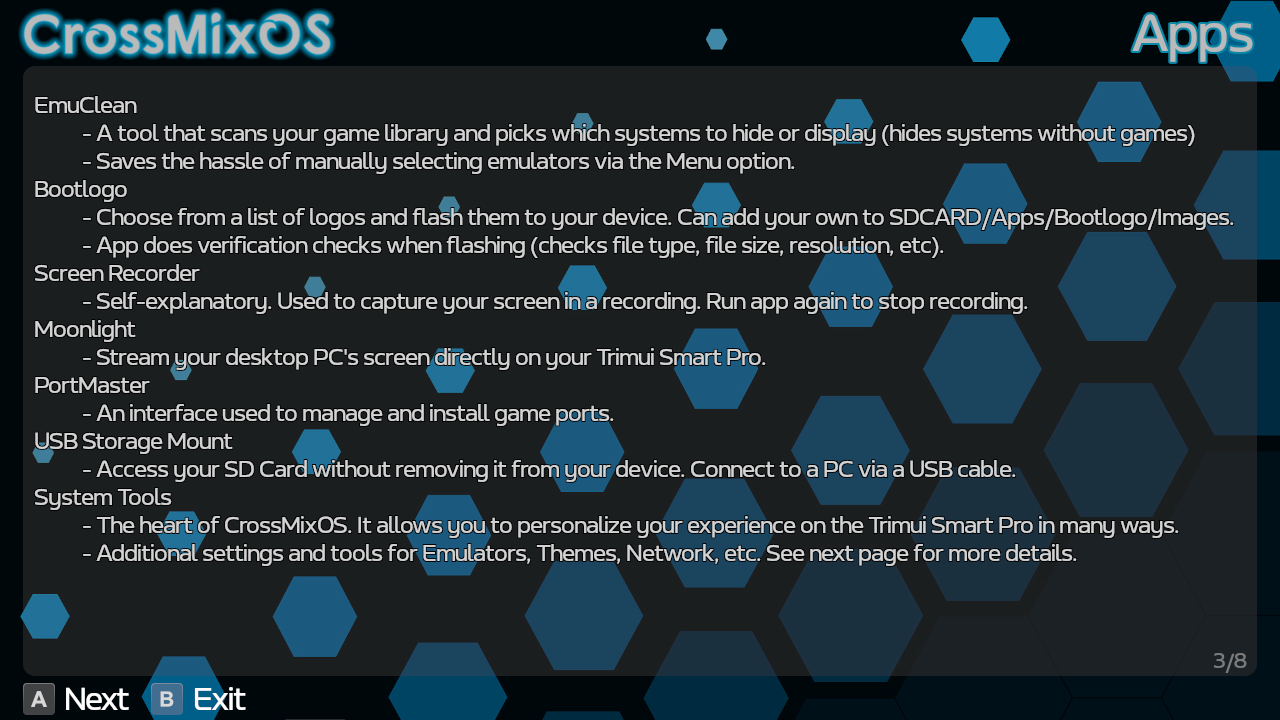 CrossMixOS
Apps
EmuClean
- A tool that scans your game library and picks which systems to hide or display (hides systems without games)
- Saves the hassle of manually selecting emulators via the Menu option.
Bootlogo
- Choose from a list of logos and flash them to your device. Can add your own to SDCARD/Apps/Bootlogo/Images.
- App does verification checks when flashing (checks file type, file size, resolution, etc).
Screen Recorder
- Self-explanatory. Used to capture your screen in a recording. Run app again to stop recording.
Moonlight
- Stream your desktop PC's screen directly on your Trimui Smart Pro.
PortMaster
- An interface used to manage and install game ports.
USB Storage Mount
- Access your SD Card without removing it from your device. Connect to a PC via a USB cable.
System Tools
- The heart of CrossMixOS. It allows you to personalize your experience on the Trimui Smart Pro in many ways.
- Additional settings and tools for Emulators, Themes, Network, etc. See next page for more details.
3/8
A Next B Exit